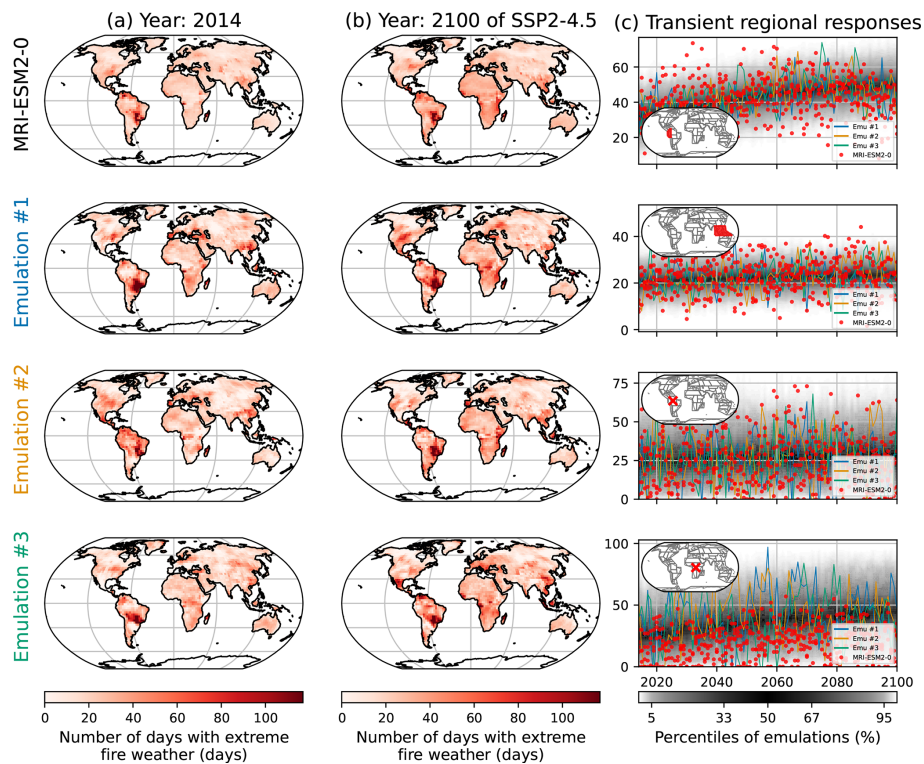 (a) Year: 2014
(b) Year: 2100 of SSP2-4.5
(c) Transient regional responses
MRI-ESM2-0
60
40
20
Emu #1
Emu #2
Emu #3
MRI-ESM2-0
Emulation #1
40
20
0
Emu #1
Emu #2
Emu #3
MRI-ESM2-0
Emulation #2
75
50
25
0
Emu #1
Emu #2
Emu #3
MRI-ESM2-0
Emulation #3
100
50
0
Emu #1
Emu #2
Emu #3
MRI-ESM2-0
2020 2040 2060 2080 2100
0 20 40 60 80 100
Number of days with extreme
fire weather (days)
0 20 40 60 80 100
Number of days with extreme
fire weather (days)
5 33 50 67 95
Percentiles of emulations (%)